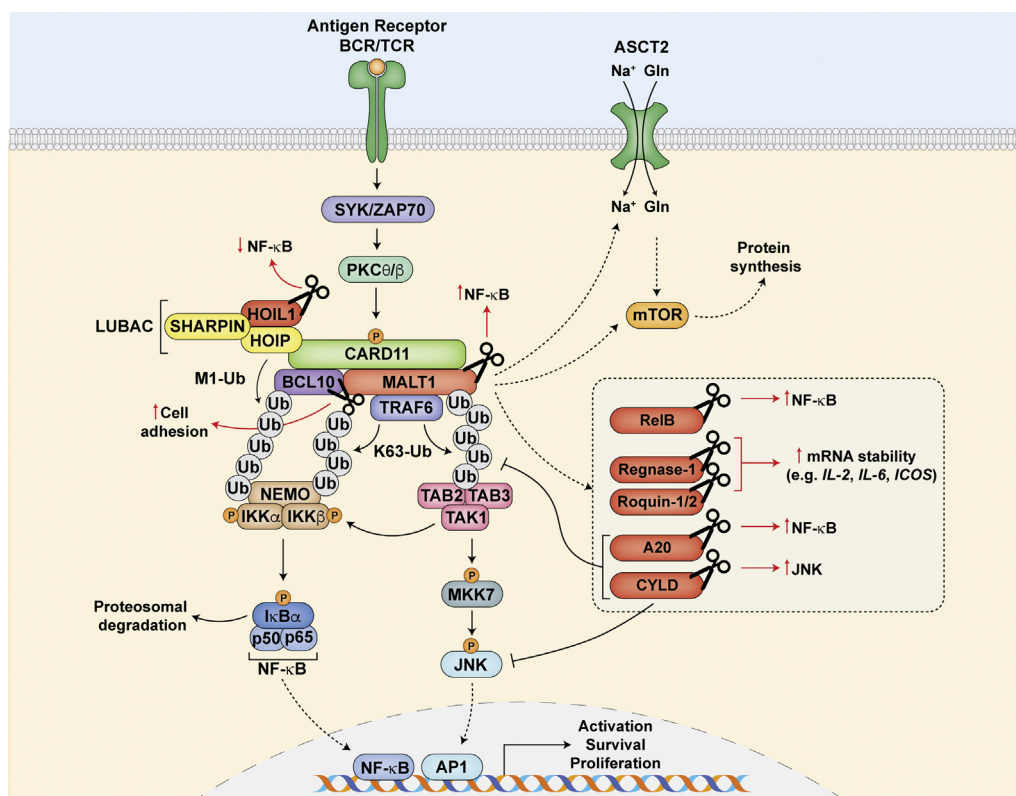 Antigen Receptor
BCR/TCR
ASCT2
Na⁺ Gln
Na⁺ Gln
SYK/ZAP70
PKCθ/β
Protein
synthesis
mTOR
↓NF-κB
↑NF-κB
LUBAC
SHARPIN
HOIL1
HOIP
P
CARD11
M1-Ub
BCL10
MALT1
TRAF6
↑Cell
adhesion
K63-Ub
Ub
Ub
Ub
Ub
Ub
Ub
Ub
Ub
Ub
Ub
Ub
Ub
Ub
NEMO
P
IKKα
IKKβ
P
TAB2
TAB3
TAK1
RelB
↑NF-κB
Regnase-1
Roquin-1/2
↑mRNA stability
(e.g. IL-2, IL-6, ICOS)
A20
↑NF-κB
CYLD
↑JNK
P
MKK7
Proteosomal
degradation
P
IκBα
p50
p65
NF-κB
P
JNK
Activation
Survival
Proliferation
NF-κB
AP1